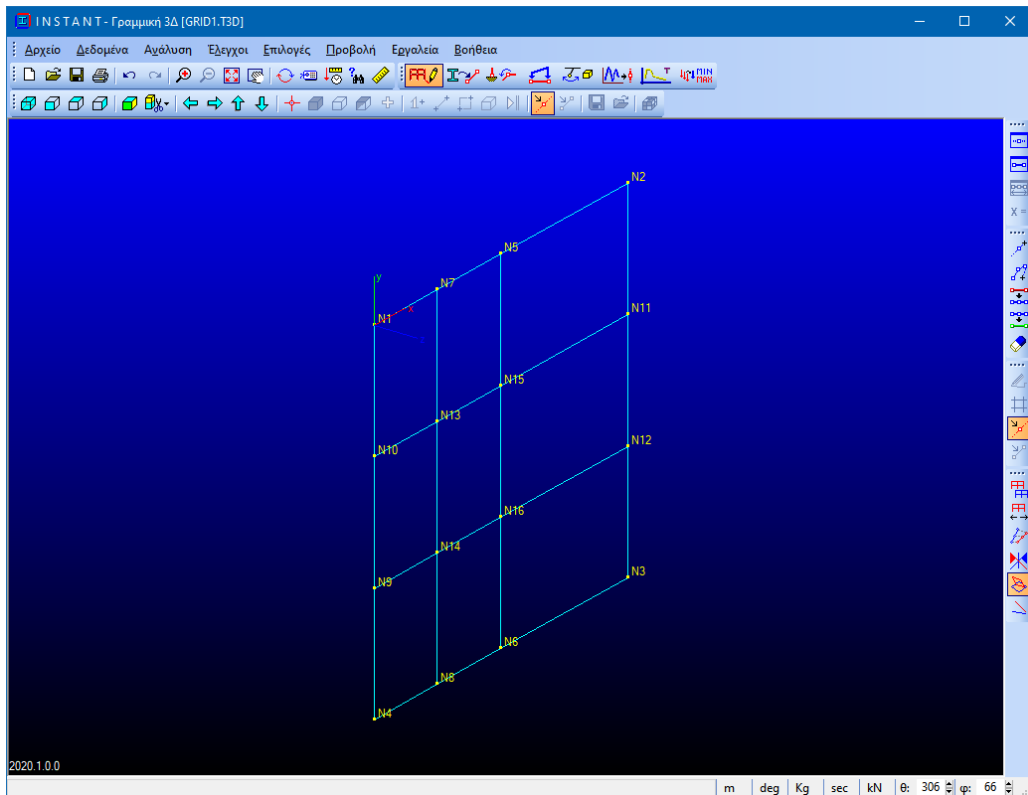 I N S T A N T - Γραμμική 3Δ [GRID1.T3D]
Αρχείο Δεδομένα Ανάλυση Έλεγχοι Επιλογές Προβολή Εργαλεία Βοήθεια
MIN
MAX
T
X =
N2
N5
N7
y
x
N1
N11
N15
N13
N10
N12
N16
N14
N9
N3
N6
N8
N4
2020.1.0.0
m deg Kg sec kN θ: 306 φ: 66